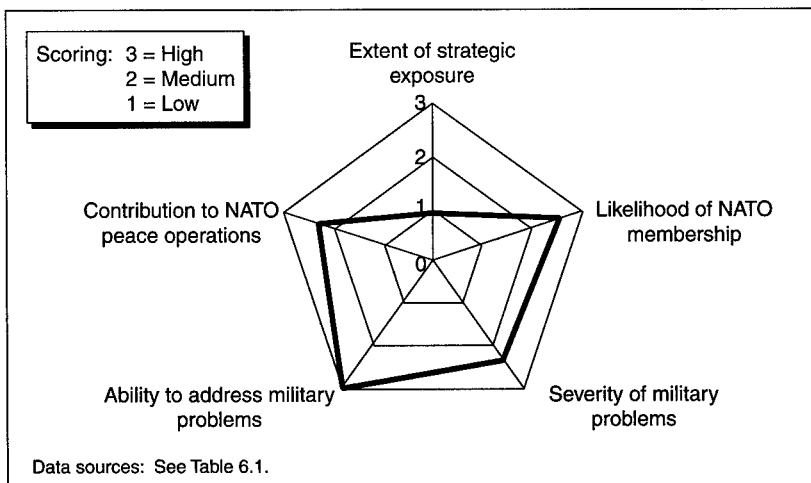 Scoring: 3 = High
2 = Medium
1 = Low
Extent of strategic
exposure
3
2
1
0
Likelihood of NATO
membership
Severity of military
problems
Ability to address military
problems
Contribution to NATO
peace operations
Data sources: See Table 6.1.